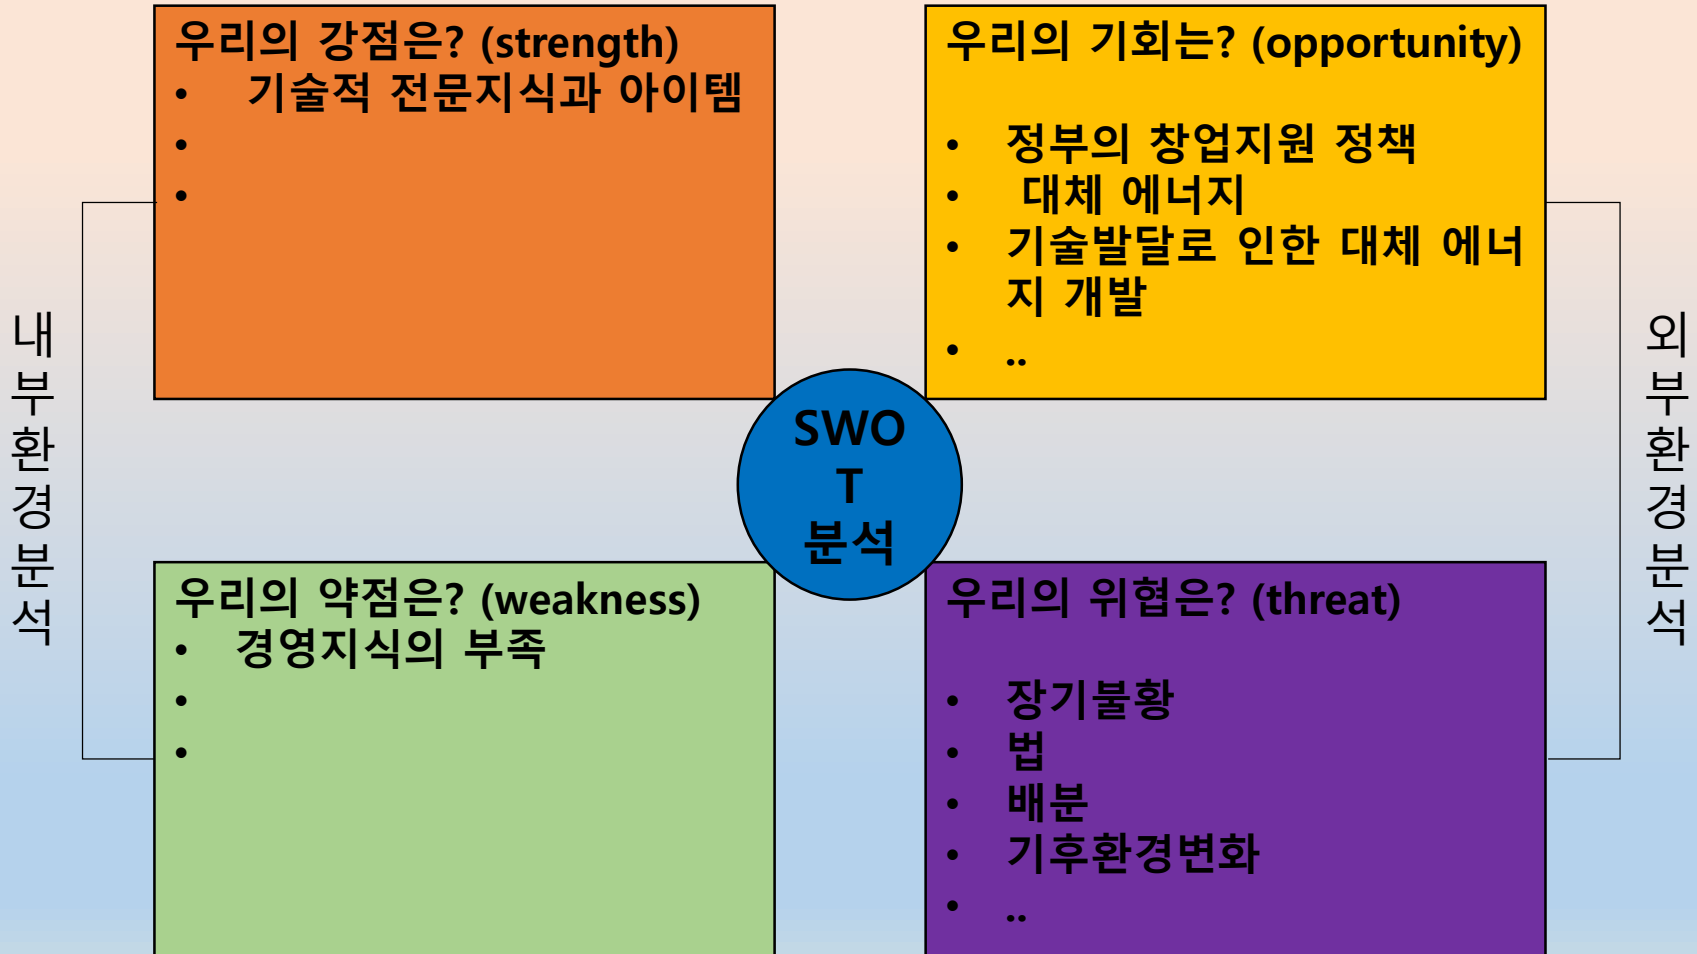 우리의 강점은? (strength)
• 기술적 전문지식과 아이템
•
•
우리의 기회는? (opportunity)
• 정부의 창업지원 정책
• 대체 에너지
• 기술발달로 인한 대체 에너
지 개발
• ..
내
부
환
경
분
석
SWO
T
분석
외
부
환
경
분
석
우리의 약점은? (weakness)
• 경영지식의 부족
•
•
우리의 위협은? (threat)
• 장기불황
• 법
• 배분
• 기후환경변화
• ..